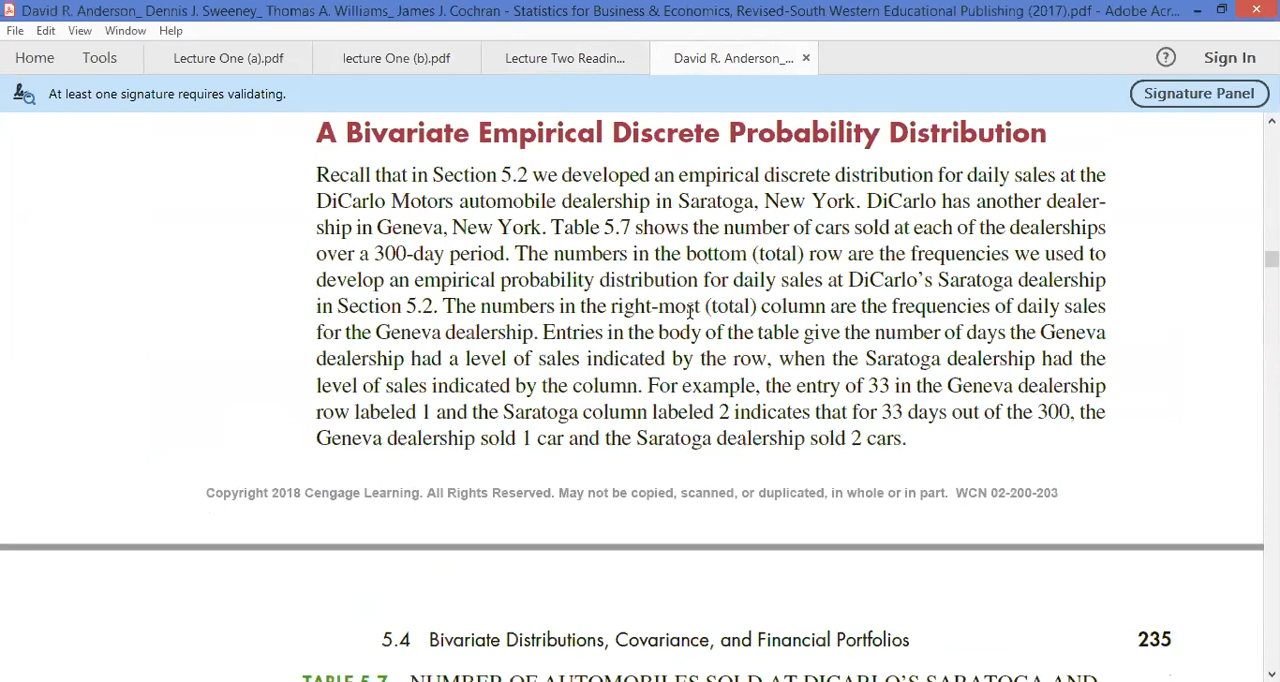 David R. Anderson_ Dennis J. Sweeney_ Thomas A. Williams_ James J. Cochran - Statistics for Business & Economics, Revised-South Western Educational Publishing (2017).pdf - Adobe Acr...
File Edit View Window Help
Home Tools Lecture One (a).pdf lecture One (b).pdf Lecture Two Readin... David R. Anderson_... × ? Sign In
At least one signature requires validating. Signature Panel
A Bivariate Empirical Discrete Probability Distribution
Recall that in Section 5.2 we developed an empirical discrete distribution for daily sales at the
DiCarlo Motors automobile dealership in Saratoga, New York. DiCarlo has another dealer-
ship in Geneva, New York. Table 5.7 shows the number of cars sold at each of the dealerships
over a 300-day period. The numbers in the bottom (total) row are the frequencies we used to
develop an empirical probability distribution for daily sales at DiCarlo’s Saratoga dealership
in Section 5.2. The numbers in the right-most (total) column are the frequencies of daily sales
for the Geneva dealership. Entries in the body of the table give the number of days the Geneva
dealership had a level of sales indicated by the row, when the Saratoga dealership had the
level of sales indicated by the column. For example, the entry of 33 in the Geneva dealership
row labeled 1 and the Saratoga column labeled 2 indicates that for 33 days out of the 300, the
Geneva dealership sold 1 car and the Saratoga dealership sold 2 cars.
Copyright 2018 Cengage Learning. All Rights Reserved. May not be copied, scanned, or duplicated, in whole or in part. WCN 02-200-203
5.4 Bivariate Distributions, Covariance, and Financial Portfolios 235
TABLE 5.7 NUMBER OF AUTOMOBILES SOLD AT DICARLO’S SARATOGA AND